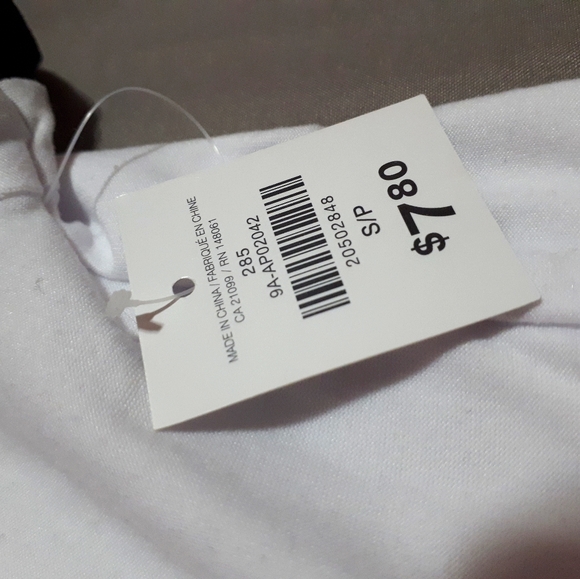 MADE IN CHINA / FABRIQUÉ EN CHINE
CA 21099 / RN 148061
285
9A-AP02042
20502848
S/P
$7.80